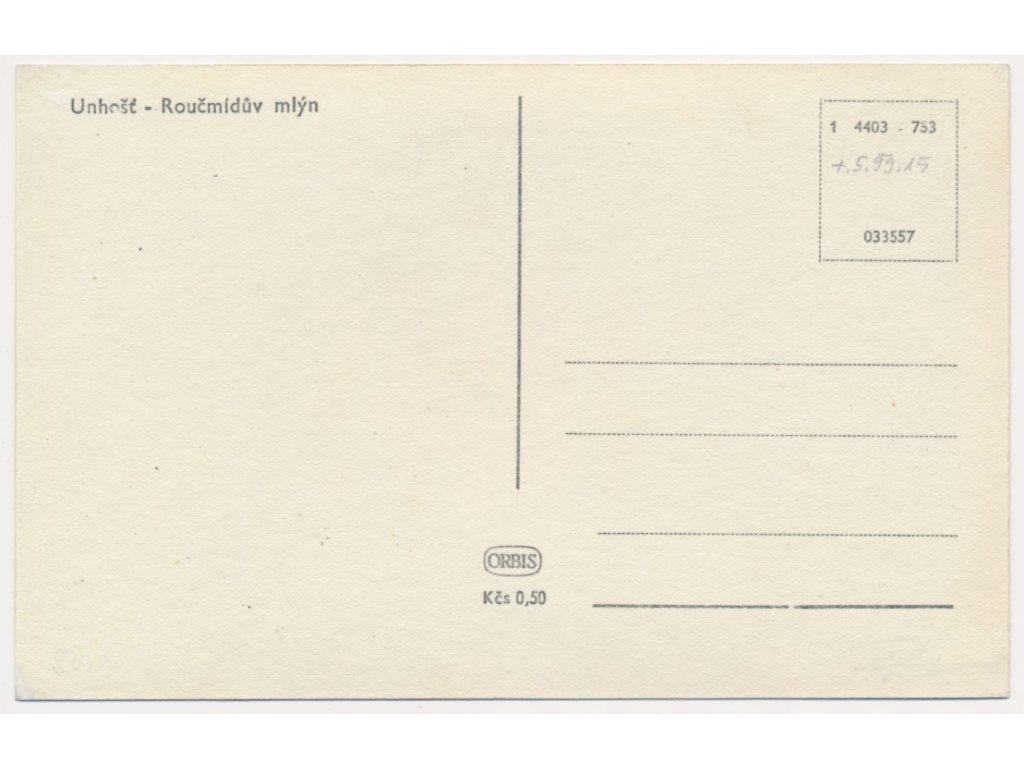 Unhošť - Roučmídův mlýn
1 4403 - 753
+.5.99.15
033557
ORBIS
Kčs 0,50